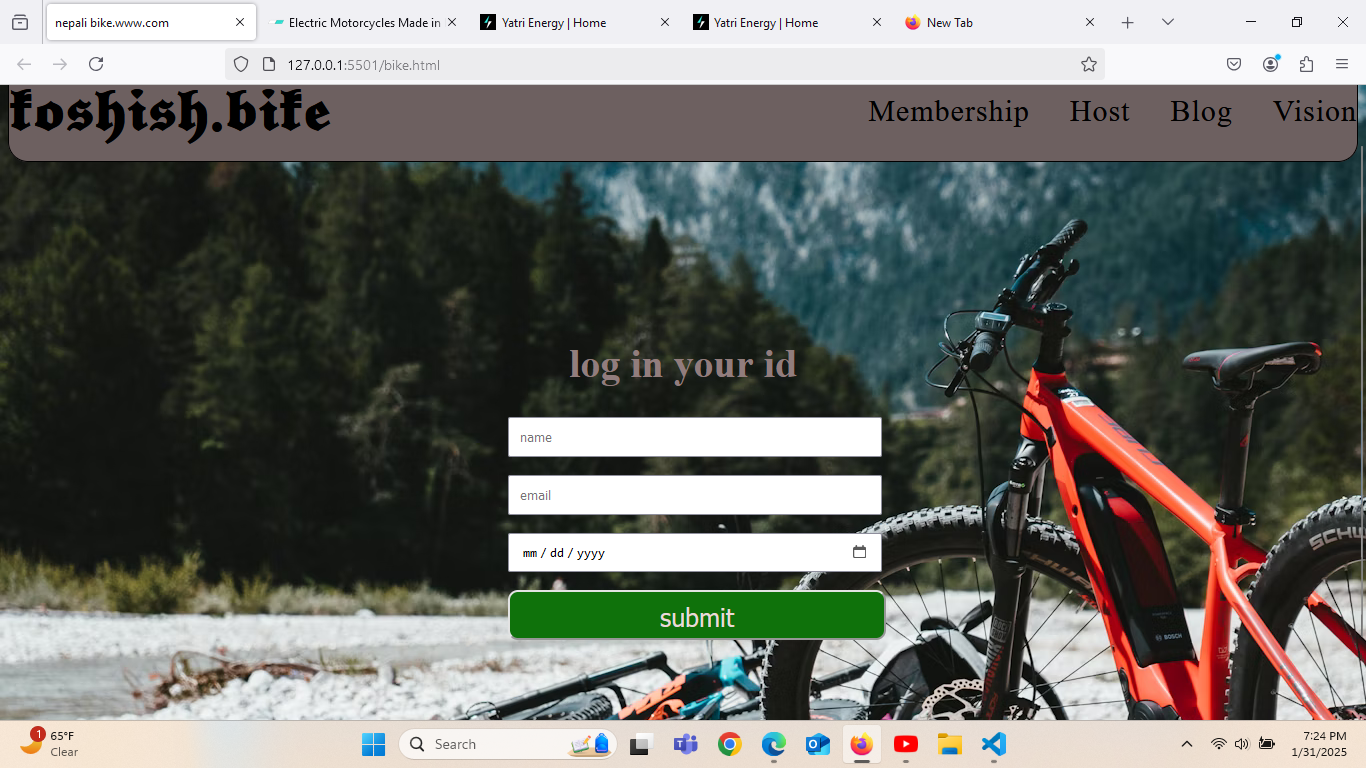 nepali bike.www.com
Electric Motorcycles Made in
Yatri Energy | Home
Yatri Energy | Home
New Tab
127.0.0.1:5501/bike.html
koshish.bike
Membership
Host
Blog
Vision
log in your id
name
email
mm / dd / yyyy
submit
BOSCH
1
65°F
Clear
Search
7:24 PM
1/31/2025